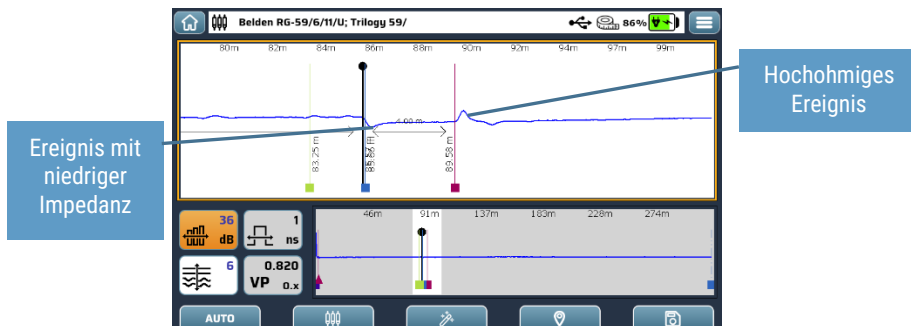 Belden RG-59/6/11/U; Trilogy 59/
86%
80m 82m 84m 86m 88m 90m 92m 94m 97m 99m
Hochohmiges
Ereignis
Ereignis mit
niedriger
Impedanz
4.00 m
83.25 m
89.58 m
46m 91m 137m 183m 228m 274m
36
dB
1
ns
6
0.820
VP 0.x
AUTO